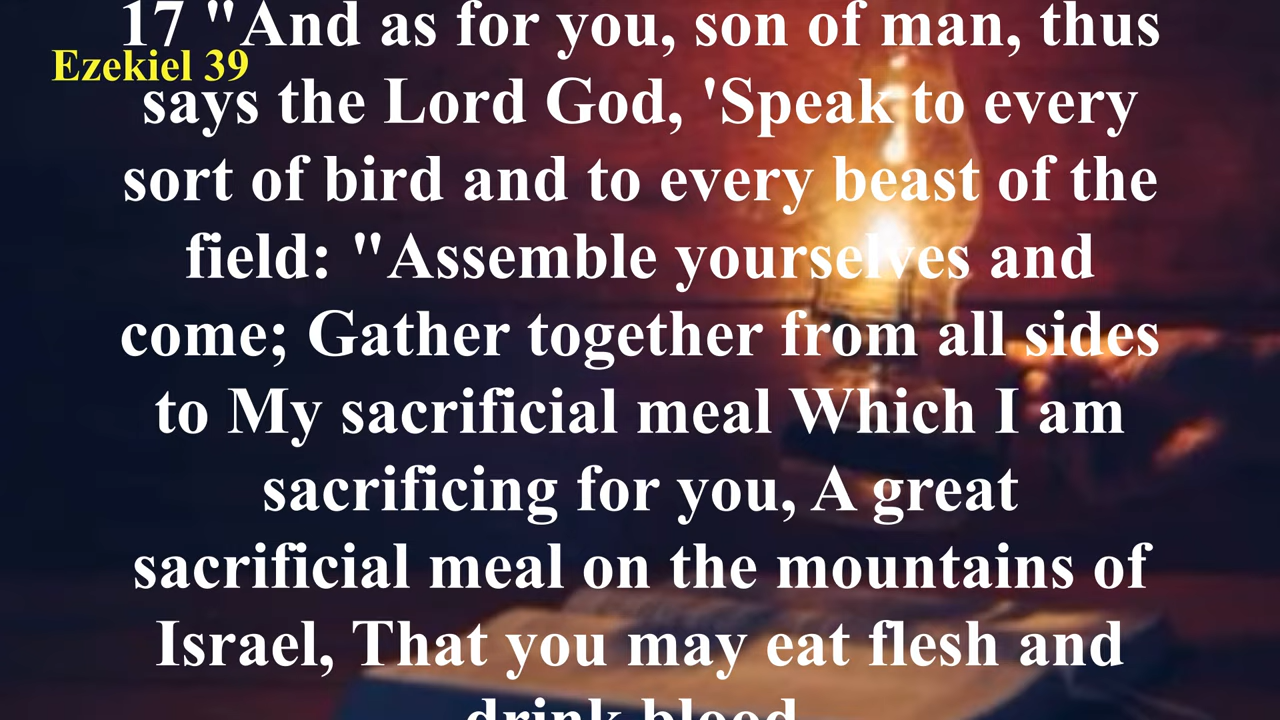 17 "And as for you, son of man, thus
Ezekiel 39
says the Lord God, 'Speak to every
sort of bird and to every beast of the
field: "Assemble yourselves and
come; Gather together from all sides
to My sacrificial meal Which I am
sacrificing for you, A great
sacrificial meal on the mountains of
Israel, That you may eat flesh and
drink blood.